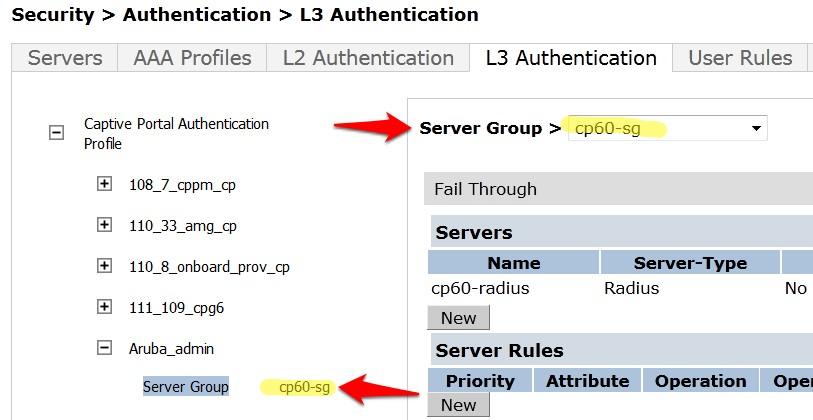 Security > Authentication > L3 Authentication
Servers AAA Profiles L2 Authentication L3 Authentication User Rules
Captive Portal Authentication
Profile
108_7_cppm_cp
110_33_amg_cp
110_8_onboard_prov_cp
111_109_cpg6
Aruba_admin
Server Group cp60-sg
Server Group > cp60-sg
Fail Through
Servers
Name Server-Type
cp60-radius Radius No
New
Server Rules
Priority Attribute Operation Oper
New